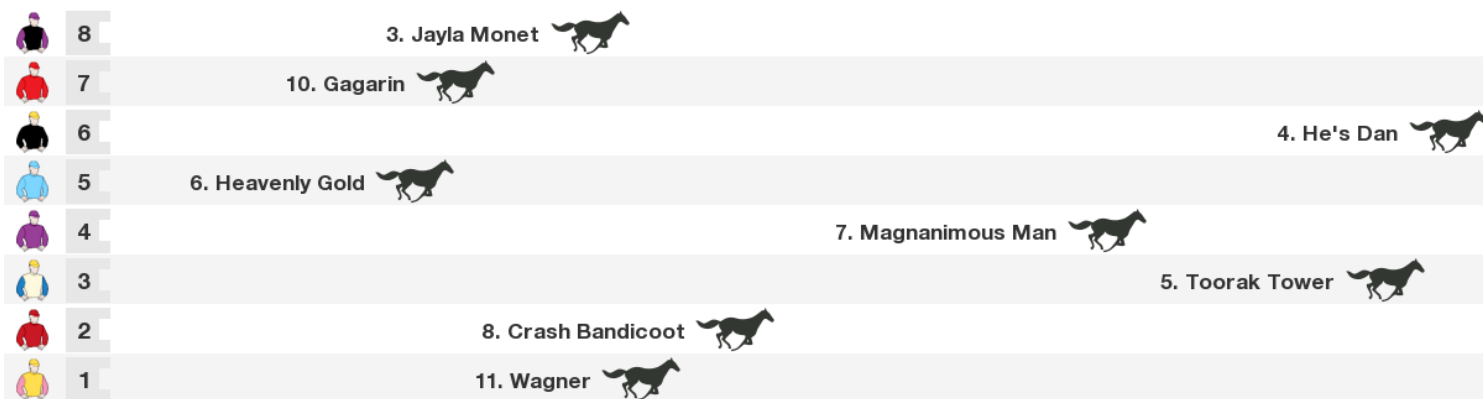 8 3. Jayla Monet
7 10. Gagarin
6 4. He's Dan
5 6. Heavenly Gold
4 7. Magnanimous Man
3 5. Toorak Tower
2 8. Crash Bandicoot
1 11. Wagner